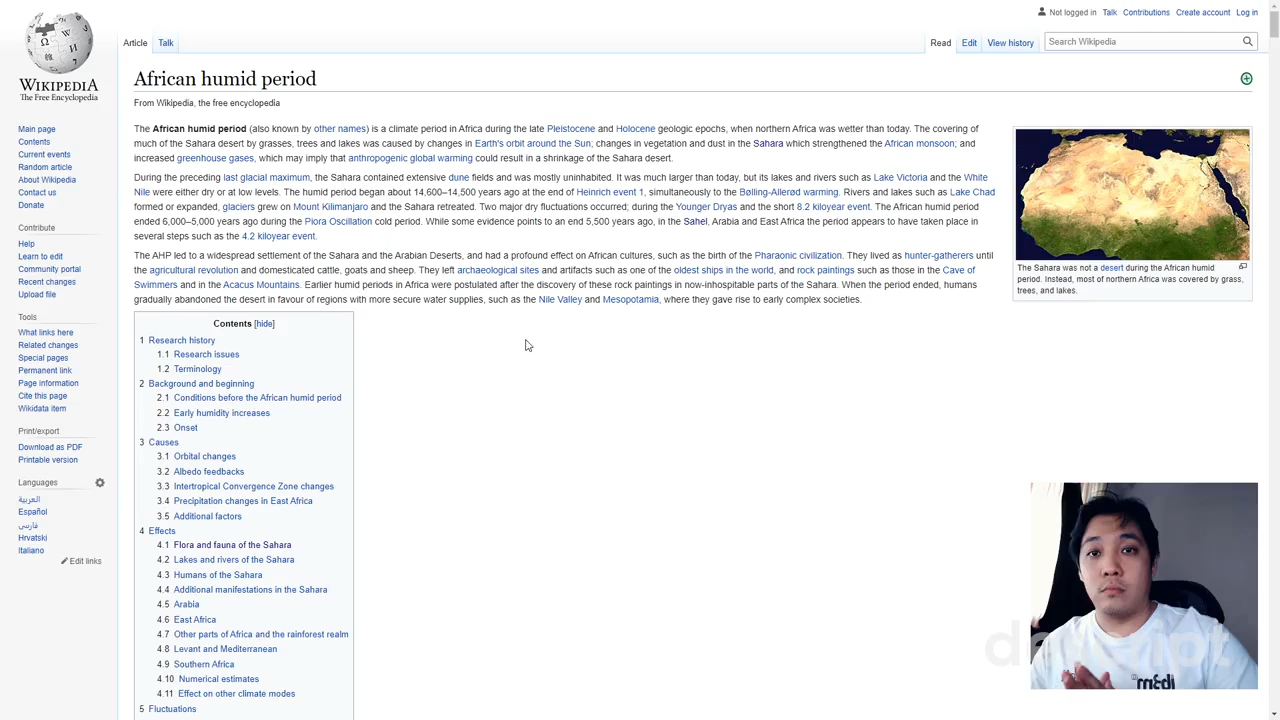 Not logged in Talk Contributions Create account Log in
WIKIPEDIA
The Free Encyclopedia
Article Talk
Read Edit View history Search Wikipedia
African humid period
From Wikipedia, the free encyclopedia
The African humid period (also known by other names) is a climate period in Africa during the late Pleistocene and Holocene geologic epochs, when northern Africa was wetter than today. The covering of
much of the Sahara desert by grasses, trees and lakes was caused by changes in Earth's orbit around the Sun; changes in vegetation and dust in the Sahara which strengthened the African monsoon; and
increased greenhouse gases, which may imply that anthropogenic global warming could result in a shrinkage of the Sahara desert.
During the preceding last glacial maximum, the Sahara contained extensive dune fields and was mostly uninhabited. It was much larger than today, but its lakes and rivers such as Lake Victoria and the White
Nile were either dry or at low levels. The humid period began about 14,600–14,500 years ago at the end of Heinrich event 1, simultaneously to the Bølling-Allerød warming. Rivers and lakes such as Lake Chad
formed or expanded, glaciers grew on Mount Kilimanjaro and the Sahara retreated. Two major dry fluctuations occurred; during the Younger Dryas and the short 8.2 kiloyear event. The African humid period
ended 6,000–5,000 years ago during the Piora Oscillation cold period. While some evidence points to an end 5,500 years ago, in the Sahel, Arabia and East Africa the period appears to have taken place in
several steps such as the 4.2 kiloyear event.
The AHP led to a widespread settlement of the Sahara and the Arabian Deserts, and had a profound effect on African cultures, such as the birth of the Pharaonic civilization. They lived as hunter-gatherers until
the agricultural revolution and domesticated cattle, goats and sheep. They left archaeological sites and artifacts such as one of the oldest ships in the world, and rock paintings such as those in the Cave of
Swimmers and in the Acacus Mountains. Earlier humid periods in Africa were postulated after the discovery of these rock paintings in now-inhospitable parts of the Sahara. When the period ended, humans
gradually abandoned the desert in favour of regions with more secure water supplies, such as the Nile Valley and Mesopotamia, where they gave rise to early complex societies.
The Sahara was not a desert during the African humid
period. Instead, most of northern Africa was covered by grass,
trees, and lakes.
Main page
Contents
Current events
Random article
About Wikipedia
Contact us
Donate
Contribute
Help
Learn to edit
Community portal
Recent changes
Upload file
Tools
What links here
Related changes
Special pages
Permanent link
Page information
Cite this page
Wikidata item
Print/export
Download as PDF
Printable version
Languages
العربية
Español
فارسی
Hrvatski
Italiano
Edit links
Contents [hide]
1 Research history
1.1 Research issues
1.2 Terminology
2 Background and beginning
2.1 Conditions before the African humid period
2.2 Early humidity increases
2.3 Onset
3 Causes
3.1 Orbital changes
3.2 Albedo feedbacks
3.3 Intertropical Convergence Zone changes
3.4 Precipitation changes in East Africa
3.5 Additional factors
4 Effects
4.1 Flora and fauna of the Sahara
4.2 Lakes and rivers of the Sahara
4.3 Humans of the Sahara
4.4 Additional manifestations in the Sahara
4.5 Arabia
4.6 East Africa
4.7 Other parts of Africa and the rainforest realm
4.8 Levant and Mediterranean
4.9 Southern Africa
4.10 Numerical estimates
4.11 Effect on other climate modes
5 Fluctuations